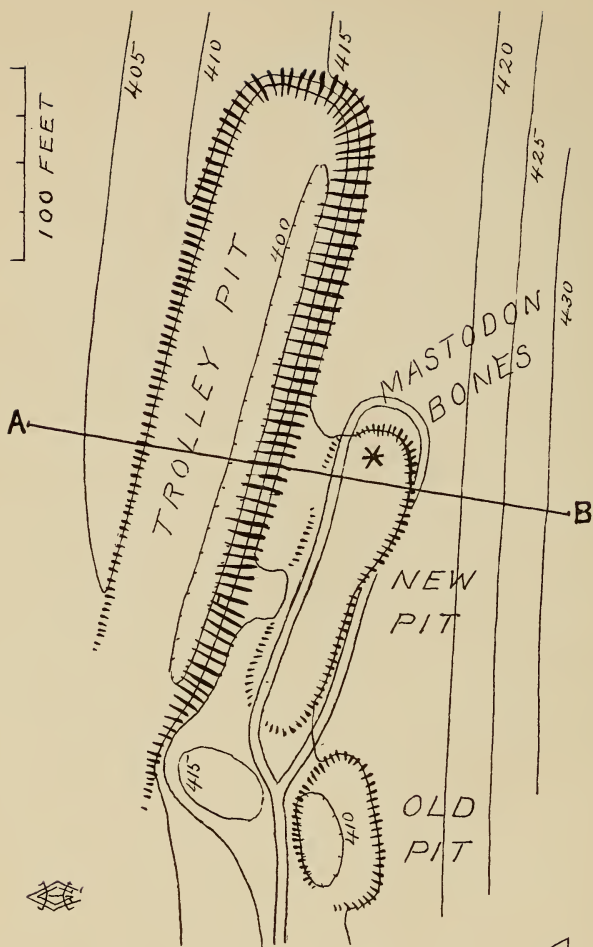 405
410
415
420
425
430
100 FEET
400
TROLLEY PIT
MASTODON
BONES
A
B
NEW
PIT
415
OLD
PIT
410